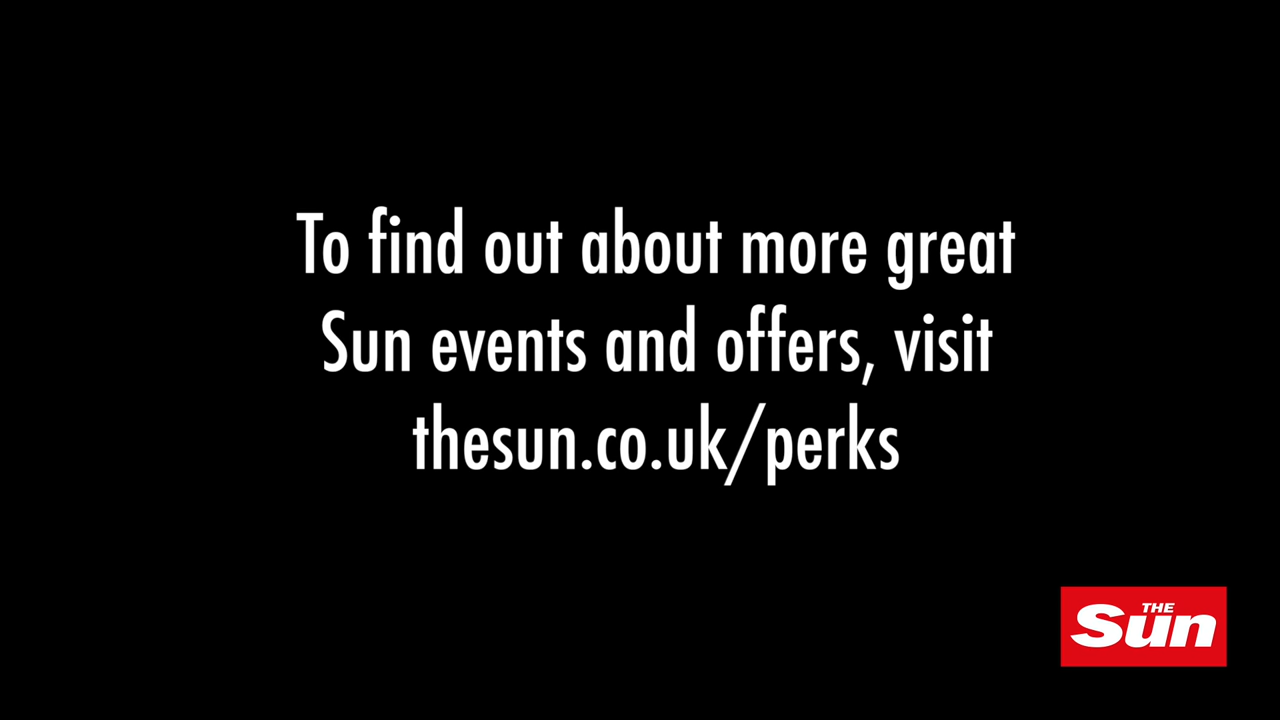 To find out about more great
Sun events and offers, visit
thesun.co.uk/perks
THE
Sun